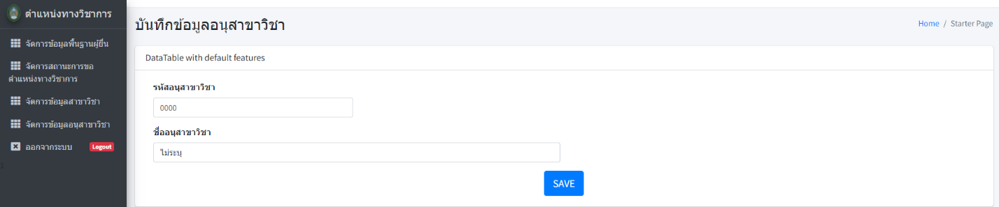 ตำแหน่งทางวิชาการ
จัดการข้อมูลพื้นฐานผู้ยื่น
จัดการสถานะการขอ
ตำแหน่งทางวิชาการ
จัดการข้อมูลสาขาวิชา
จัดการข้อมูลอนุสาขาวิชา
ออกจากระบบ Logout
1
บันทึกข้อมูลอนุสาขาวิชา
Home / Starter Page
DataTable with default features
รหัสอนุสาขาวิชา
0000
ชื่ออนุสาขาวิชา
ไม่ระบุ
SAVE